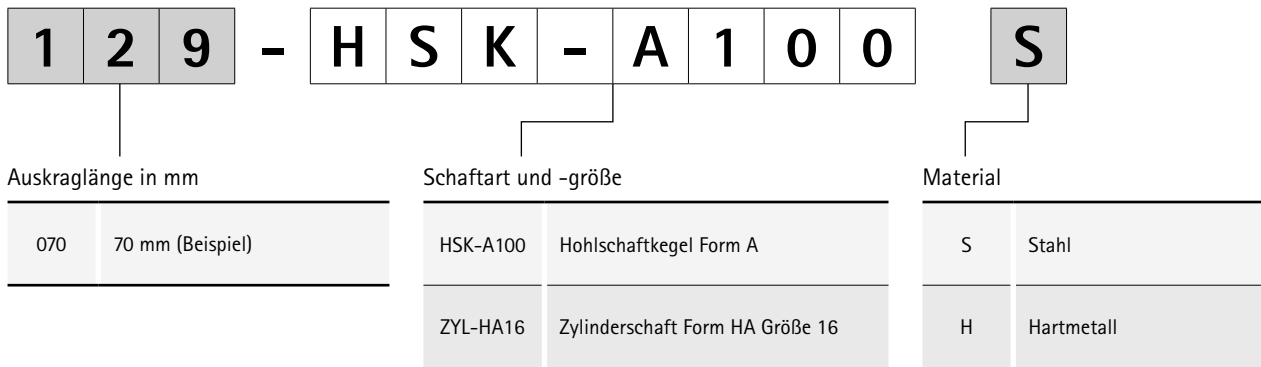 129-HSK-A100 S
Auskraglänge in mm
070 70 mm (Beispiel)
Schaftart und -größe
HSK-A100 Hohlschaftkegel Form A
ZYL-HA16 Zylinderschaft Form HA Größe 16
Material
S Stahl
H Hartmetall